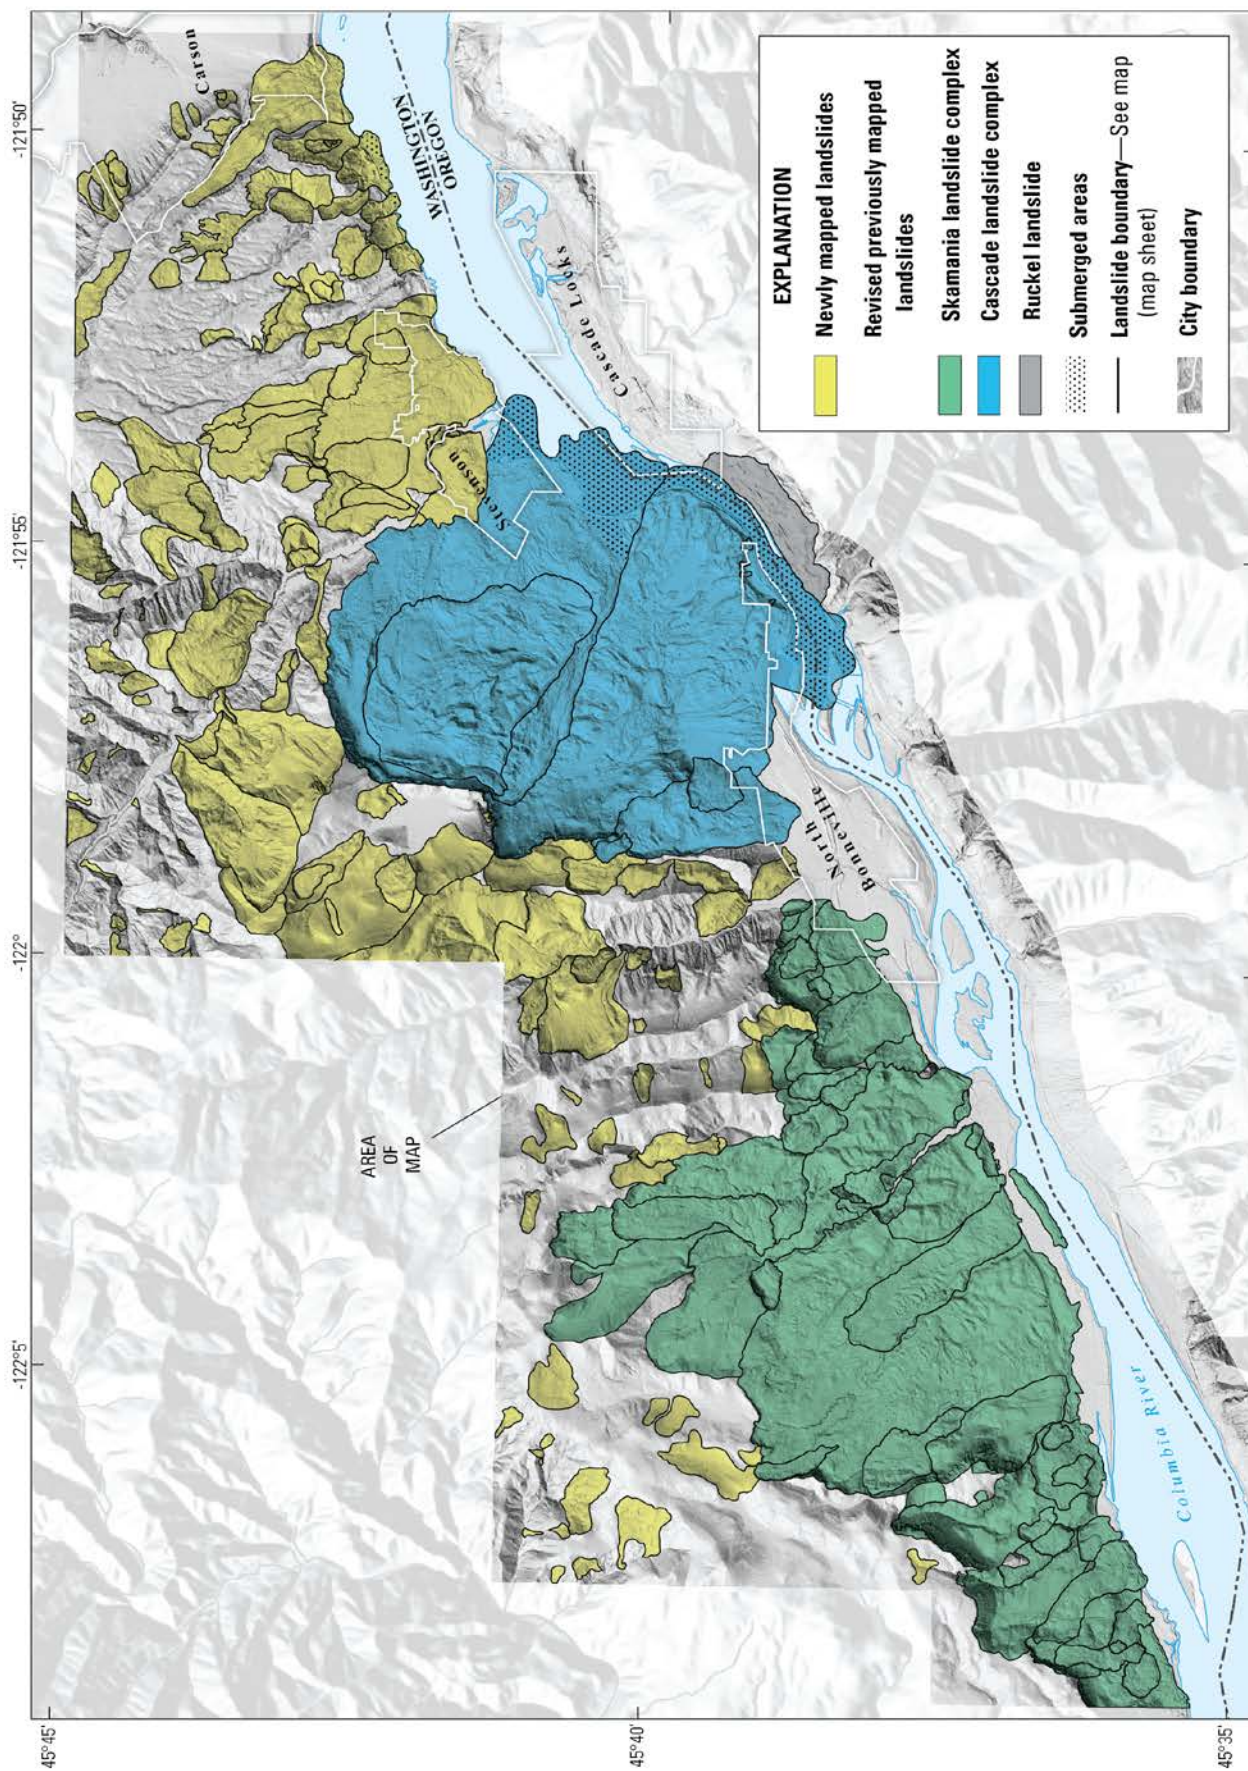 -121°50'
-121°55'
-122°
-122°5'
45°45'
45°40'
45°35'
Carson
WASHINGTON
OREGON
Cascade Locks
Stevenson
North
Bonneville
AREA
OF
MAP
Columbia River
EXPLANATION
Newly mapped landslides
Revised previously mapped
landslides
Skamania landslide complex
Cascade landslide complex
Ruckel landslide
Submerged areas
Landslide boundary—See map
(map sheet)
City boundary